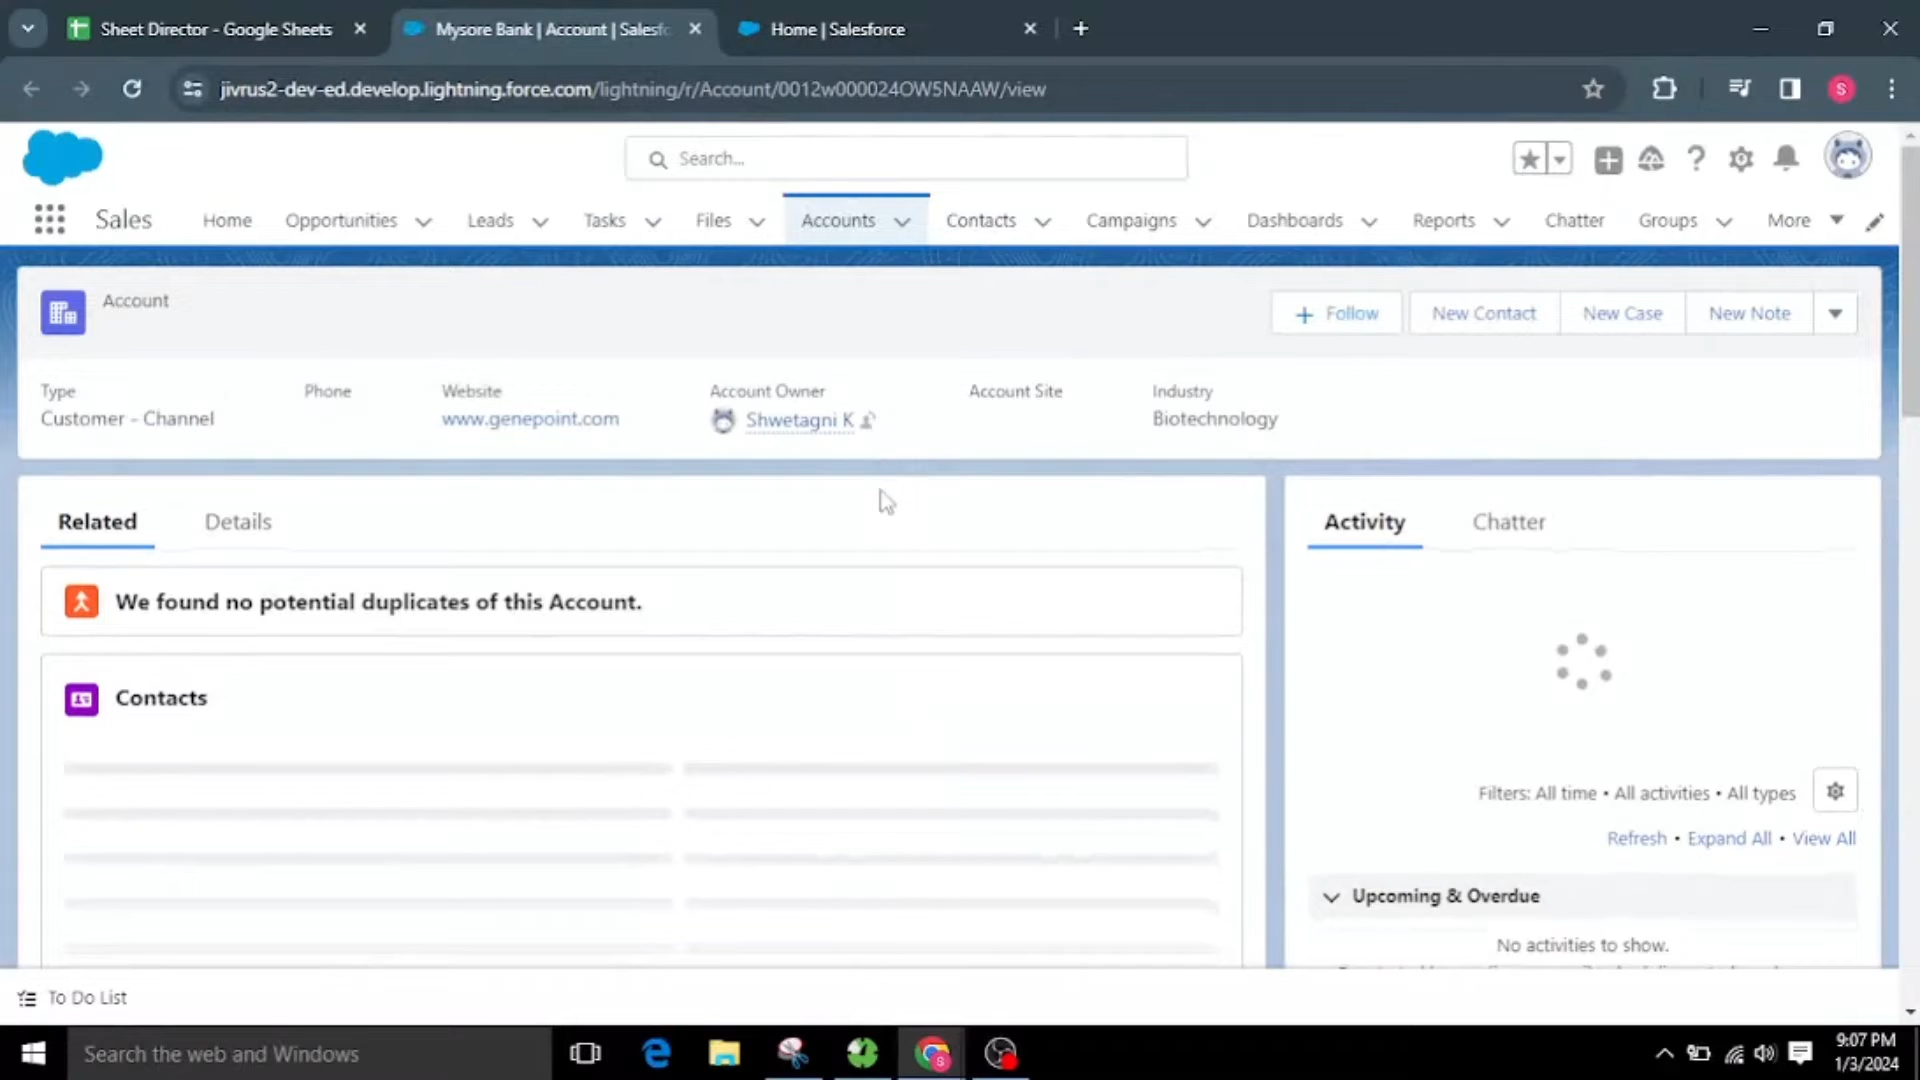 Sheet Director - Google Sheets
Mysore Bank | Account | Salesfo
Home | Salesforce
jivrus2-dev-ed.develop.lightning.force.com/lightning/r/Account/0012w000024OW5NAAW/view
S
Search...
Sales
Home
Opportunities
Leads
Tasks
Files
Accounts
Contacts
Campaigns
Dashboards
Reports
Chatter
Groups
More
Account
Follow
New Contact
New Case
New Note
Type
Phone
Website
Account Owner
Account Site
Industry
Customer - Channel
www.genepoint.com
Shwetagni K
Biotechnology
Related
Details
Activity
Chatter
We found no potential duplicates of this Account.
Contacts
Filters: All time • All activities • All types
Refresh • Expand All • View All
Upcoming & Overdue
No activities to show.
To Do List
Search the web and Windows
9:07 PM
1/3/2024